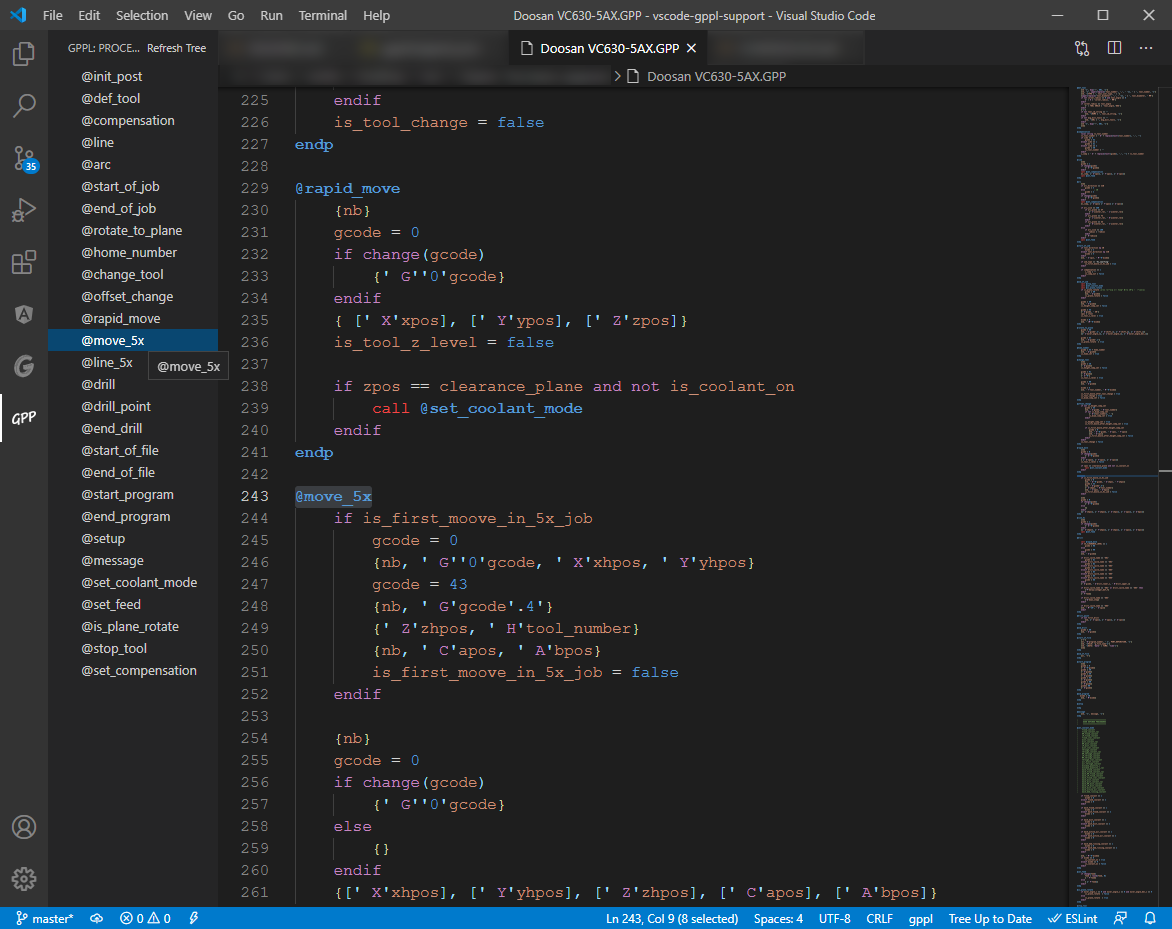 File Edit Selection View Go Run Terminal Help Doosan VC630-5AX.GPP - vscode-gppl-support - Visual Studio Code
GPPL: PROCE... Refresh Tree
Doosan VC630-5AX.GPP
Doosan VC630-5AX.GPP
@init_post
@def_tool
@compensation
@line
@arc
@start_of_job
@end_of_job
@rotate_to_plane
@home_number
@change_tool
@offset_change
@rapid_move
@move_5x
@line_5x
@move_5x
@drill
@drill_point
@end_drill
@start_of_file
@end_of_file
@start_program
@end_program
@setup
@message
@set_coolant_mode
@set_feed
@is_plane_rotate
@stop_tool
@set_compensation
35
GPP
225 endif
226 is_tool_change = false
227 endp
228
229 @rapid_move
230 {nb}
231 gcode = 0
232 if change(gcode)
233 {' G''0'gcode}
234 endif
235 { [' X'xpos], [' Y'ypos], [' Z'zpos]}
236 is_tool_z_level = false
237
238 if zpos == clearance_plane and not is_coolant_on
239 call @set_coolant_mode
240 endif
241 endp
242
243 @move_5x
244 if is_first_moove_in_5x_job
245 gcode = 0
246 {nb, ' G''0'gcode, ' X'xhpos, ' Y'yhpos}
247 gcode = 43
248 {nb, ' G'gcode'.4'}
249 {' Z'zhpos, ' H'tool_number}
250 {nb, ' C'apos, ' A'bpos}
251 is_first_moove_in_5x_job = false
252 endif
253
254 {nb}
255 gcode = 0
256 if change(gcode)
257 {' G''0'gcode}
258 else
259 {}
260 endif
261 {[' X'xhpos], [' Y'yhpos], [' Z'zhpos], [' C'apos], [' A'bpos]}
master* 0 0 Ln 243, Col 9 (8 selected) Spaces: 4 UTF-8 CRLF gppl Tree Up to Date ESLint